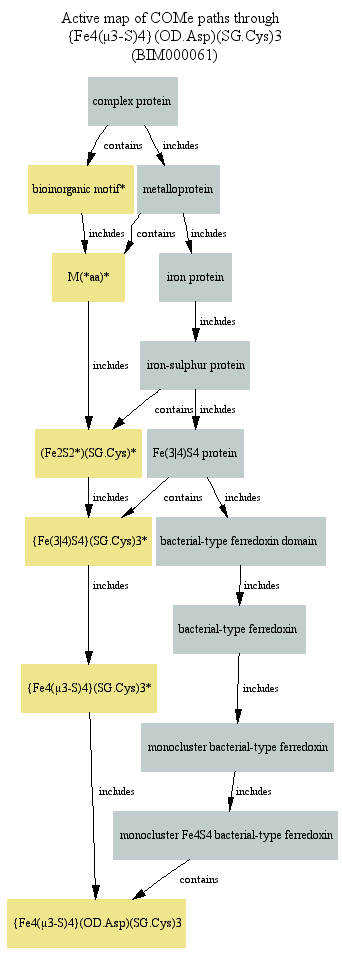 Active map of COMe paths through
{Fe4(μ3-S)4}(OD.Asp)(SG.Cys)3
(BIM000061)
complex protein
contains
includes
bioinorganic motif*
metalloprotein
includes
contains
includes
M(*aa)*
iron protein
includes
includes
iron-sulphur protein
contains
includes
(Fe2S2*)(SG.Cys)*
Fe(3|4)S4 protein
includes
contains
includes
{Fe(3|4)S4}(SG.Cys)3*
bacterial-type ferredoxin domain
includes
includes
bacterial-type ferredoxin
{Fe4(μ3-S)4}(SG.Cys)3*
includes
monocluster bacterial-type ferredoxin
includes
includes
monocluster Fe4S4 bacterial-type ferredoxin
contains
{Fe4(μ3-S)4}(OD.Asp)(SG.Cys)3